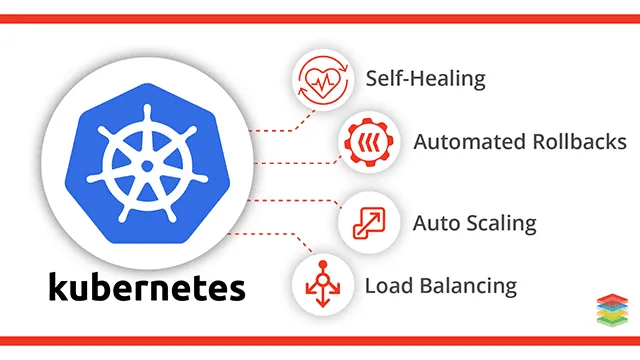 Self-Healing
Automated Rollbacks
Auto Scaling
Load Balancing
kubernetes